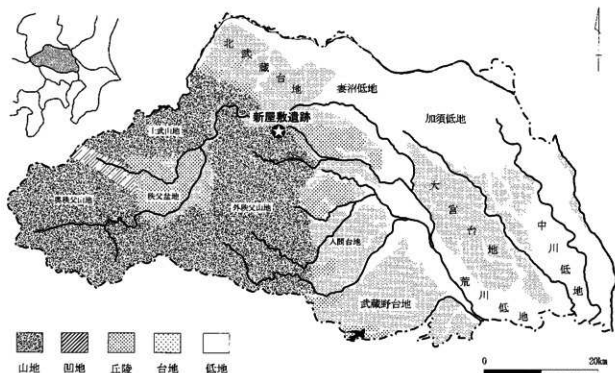 北武蔵台地
妻沼低地
加須低地
新屋敷遺跡
上武山地
秩父盆地
奥秩父山地
外秩父山地
大宮台地
中川低地
入間台地
荒川低地
武蔵野台地
山地
凹地
丘陵
台地
低地
0
20km